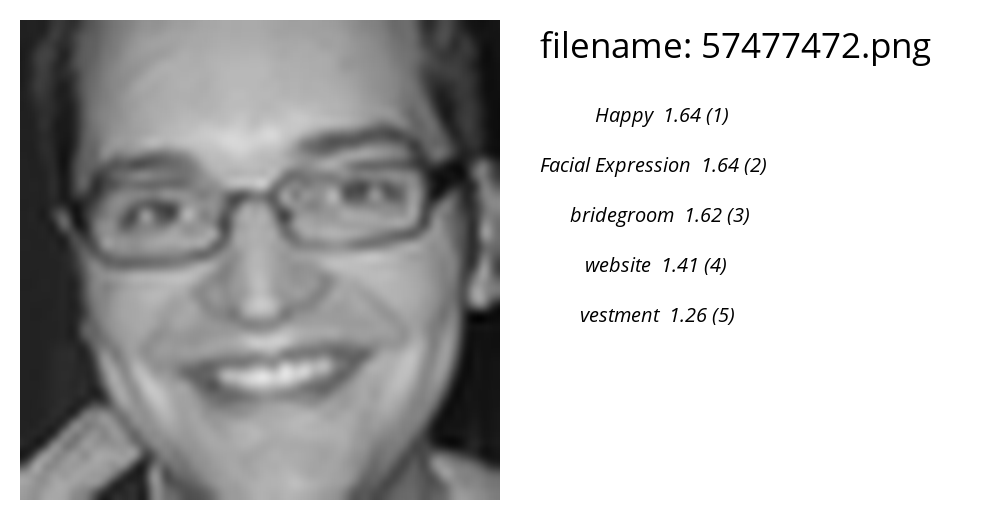 filename: 57477472.png
Happy 1.64 (1)
Facial Expression 1.64 (2)
bridegroom 1.62 (3)
website 1.41 (4)
vestment 1.26 (5)